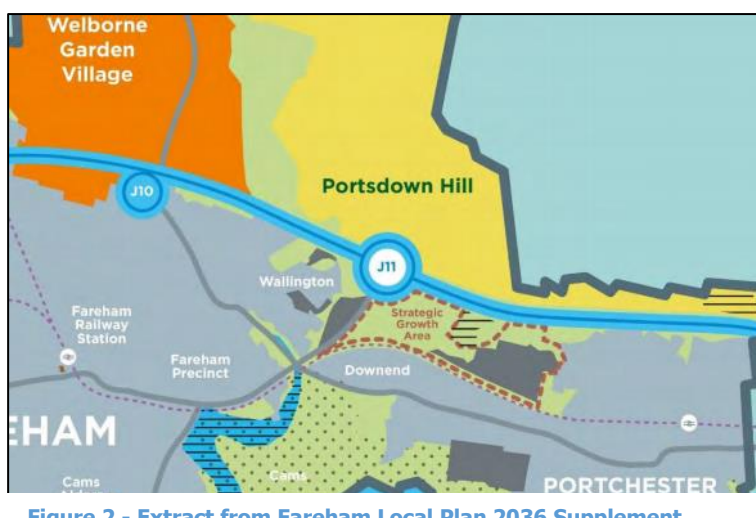 Welborne
Garden
Village
J10
Portsdown Hill
J11
Wallington
Strategic
Growth
Area
Fareham
Railway
Station
Fareham
Precinct
Downend
EHAM
Cams
Cams
PORTCHESTER
Figure 2 - Extract from Fareham Local Plan 2036 Supplement